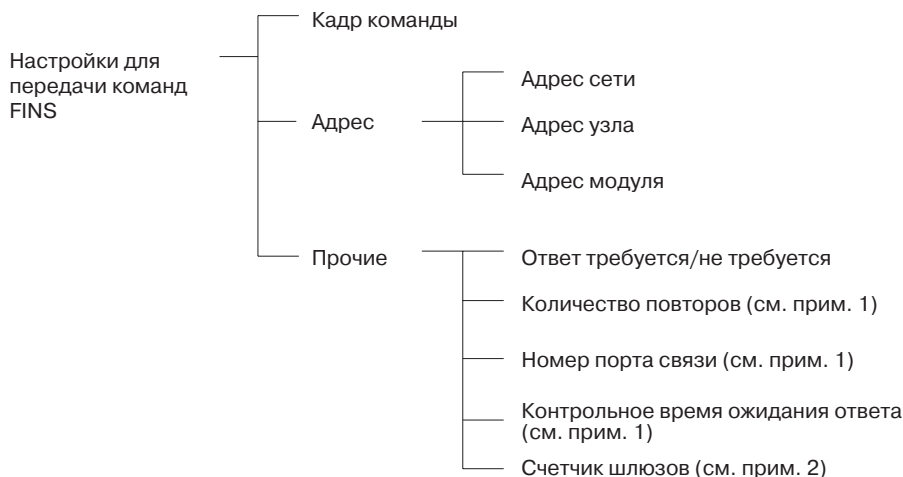 Настройки для
передачи команд
FINS
Кадр команды
Адрес
Адрес сети
Адрес узла
Адрес модуля
Прочие
Ответ требуется/не требуется
Количество повторов (см. прим. 1)
Номер порта связи (см. прим. 1)
Контрольное время ожидания ответа
(см. прим. 1)
Счетчик шлюзов (см. прим. 2)